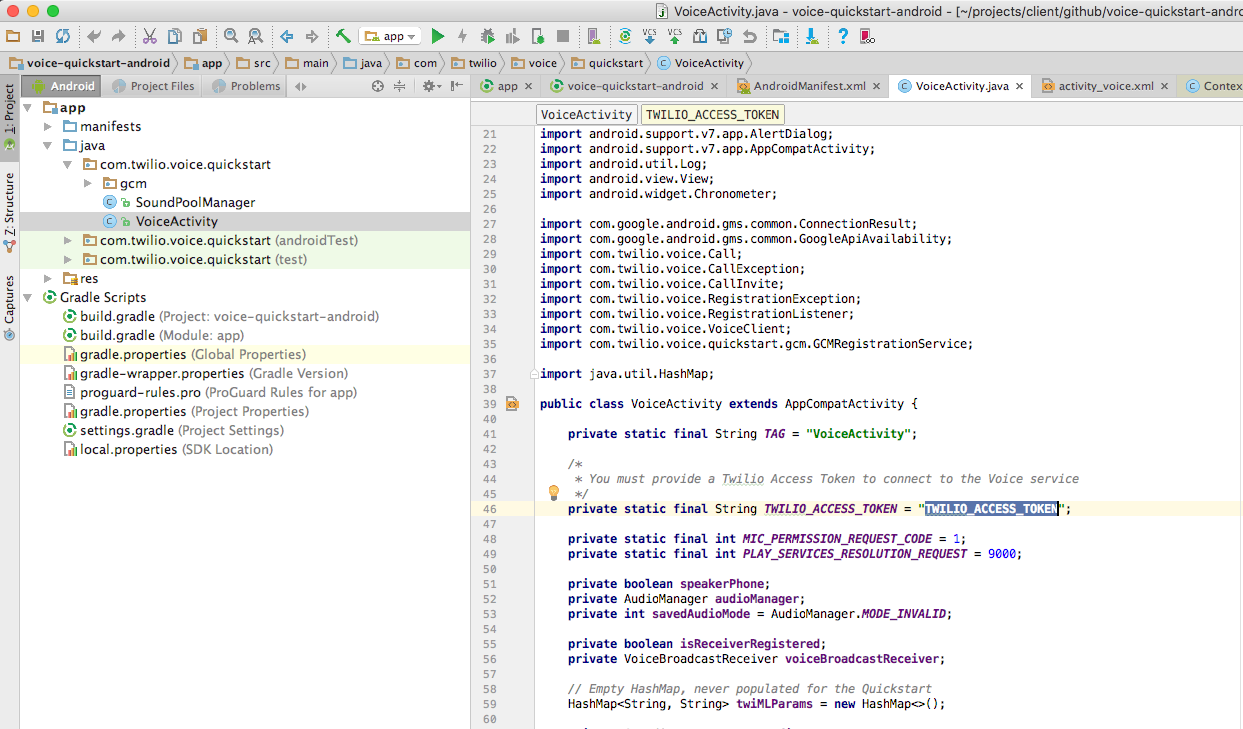 VoiceActivity.java - voice-quickstart-android - [~/projects/client/github/voice-quickstart-andro
app
VCS VCS
voice-quickstart-android app src main java com twilio voice quickstart VoiceActivity
Android Project Files Problems
app voice-quickstart-android AndroidManifest.xml VoiceActivity.java activity_voice.xml Contex
1: Project
Z: Structure
Captures
app
manifests
java
com.twilio.voice.quickstart
gcm
SoundPoolManager
VoiceActivity
com.twilio.voice.quickstart (androidTest)
com.twilio.voice.quickstart (test)
res
Gradle Scripts
build.gradle (Project: voice-quickstart-android)
build.gradle (Module: app)
gradle.properties (Global Properties)
gradle-wrapper.properties (Gradle Version)
proguard-rules.pro (ProGuard Rules for app)
gradle.properties (Project Properties)
settings.gradle (Project Settings)
local.properties (SDK Location)
VoiceActivity TWILIO_ACCESS_TOKEN
21 import android.support.v7.app.AlertDialog;
22 import android.support.v7.app.AppCompatActivity;
23 import android.util.Log;
24 import android.view.View;
25 import android.widget.Chronometer;
26
27 import com.google.android.gms.common.ConnectionResult;
28 import com.google.android.gms.common.GoogleApiAvailability;
29 import com.twilio.voice.Call;
30 import com.twilio.voice.CallException;
31 import com.twilio.voice.CallInvite;
32 import com.twilio.voice.RegistrationException;
33 import com.twilio.voice.RegistrationListener;
34 import com.twilio.voice.VoiceClient;
35 import com.twilio.voice.quickstart.gcm.GCMRegistrationService;
36
37 import java.util.HashMap;
38
39 public class VoiceActivity extends AppCompatActivity {
40
41 private static final String TAG = "VoiceActivity";
42
43 /*
44 * You must provide a Twilio Access Token to connect to the Voice service
45 */
46 private static final String TWILIO_ACCESS_TOKEN = "TWILIO_ACCESS_TOKEN";
47
48 private static final int MIC_PERMISSION_REQUEST_CODE = 1;
49 private static final int PLAY_SERVICES_RESOLUTION_REQUEST = 9000;
50
51 private boolean speakerPhone;
52 private AudioManager audioManager;
53 private int savedAudioMode = AudioManager.MODE_INVALID;
54
55 private boolean isReceiverRegistered;
56 private VoiceBroadcastReceiver voiceBroadcastReceiver;
57
58 // Empty HashMap, never populated for the Quickstart
59 HashMap<String, String> twiMLParams = new HashMap<>();
60